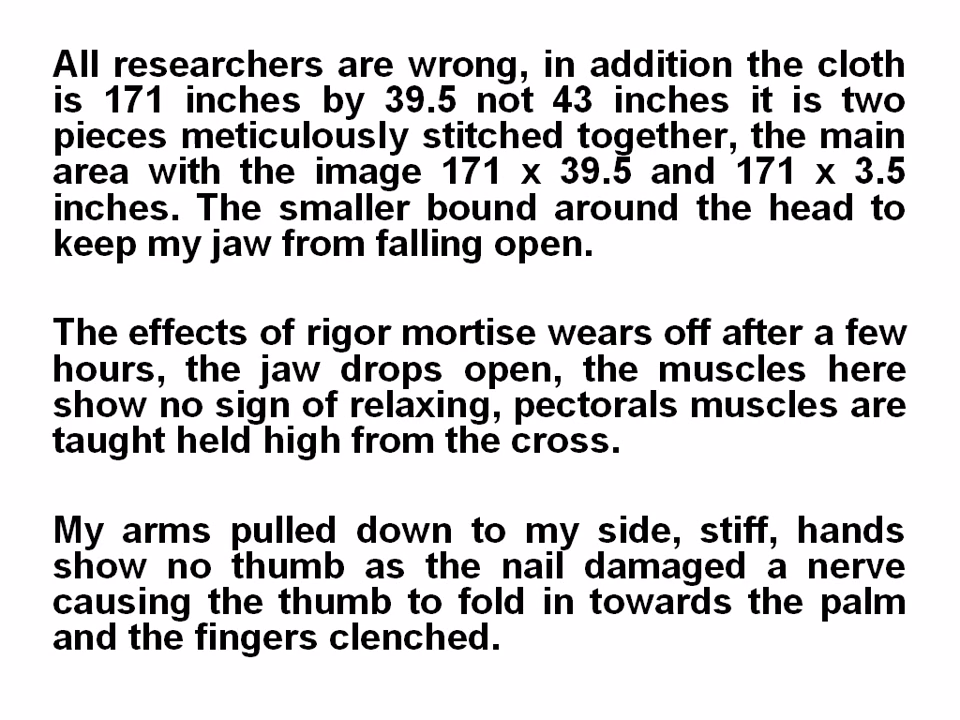 All researchers are wrong, in addition the cloth
is 171 inches by 39.5 not 43 inches it is two
pieces meticulously stitched together, the main
area with the image 171 x 39.5 and 171 x 3.5
inches. The smaller bound around the head to
keep my jaw from falling open.
The effects of rigor mortise wears off after a few
hours, the jaw drops open, the muscles here
show no sign of relaxing, pectorals muscles are
taught held high from the cross.
My arms pulled down to my side, stiff, hands
show no thumb as the nail damaged a nerve
causing the thumb to fold in towards the palm
and the fingers clenched.